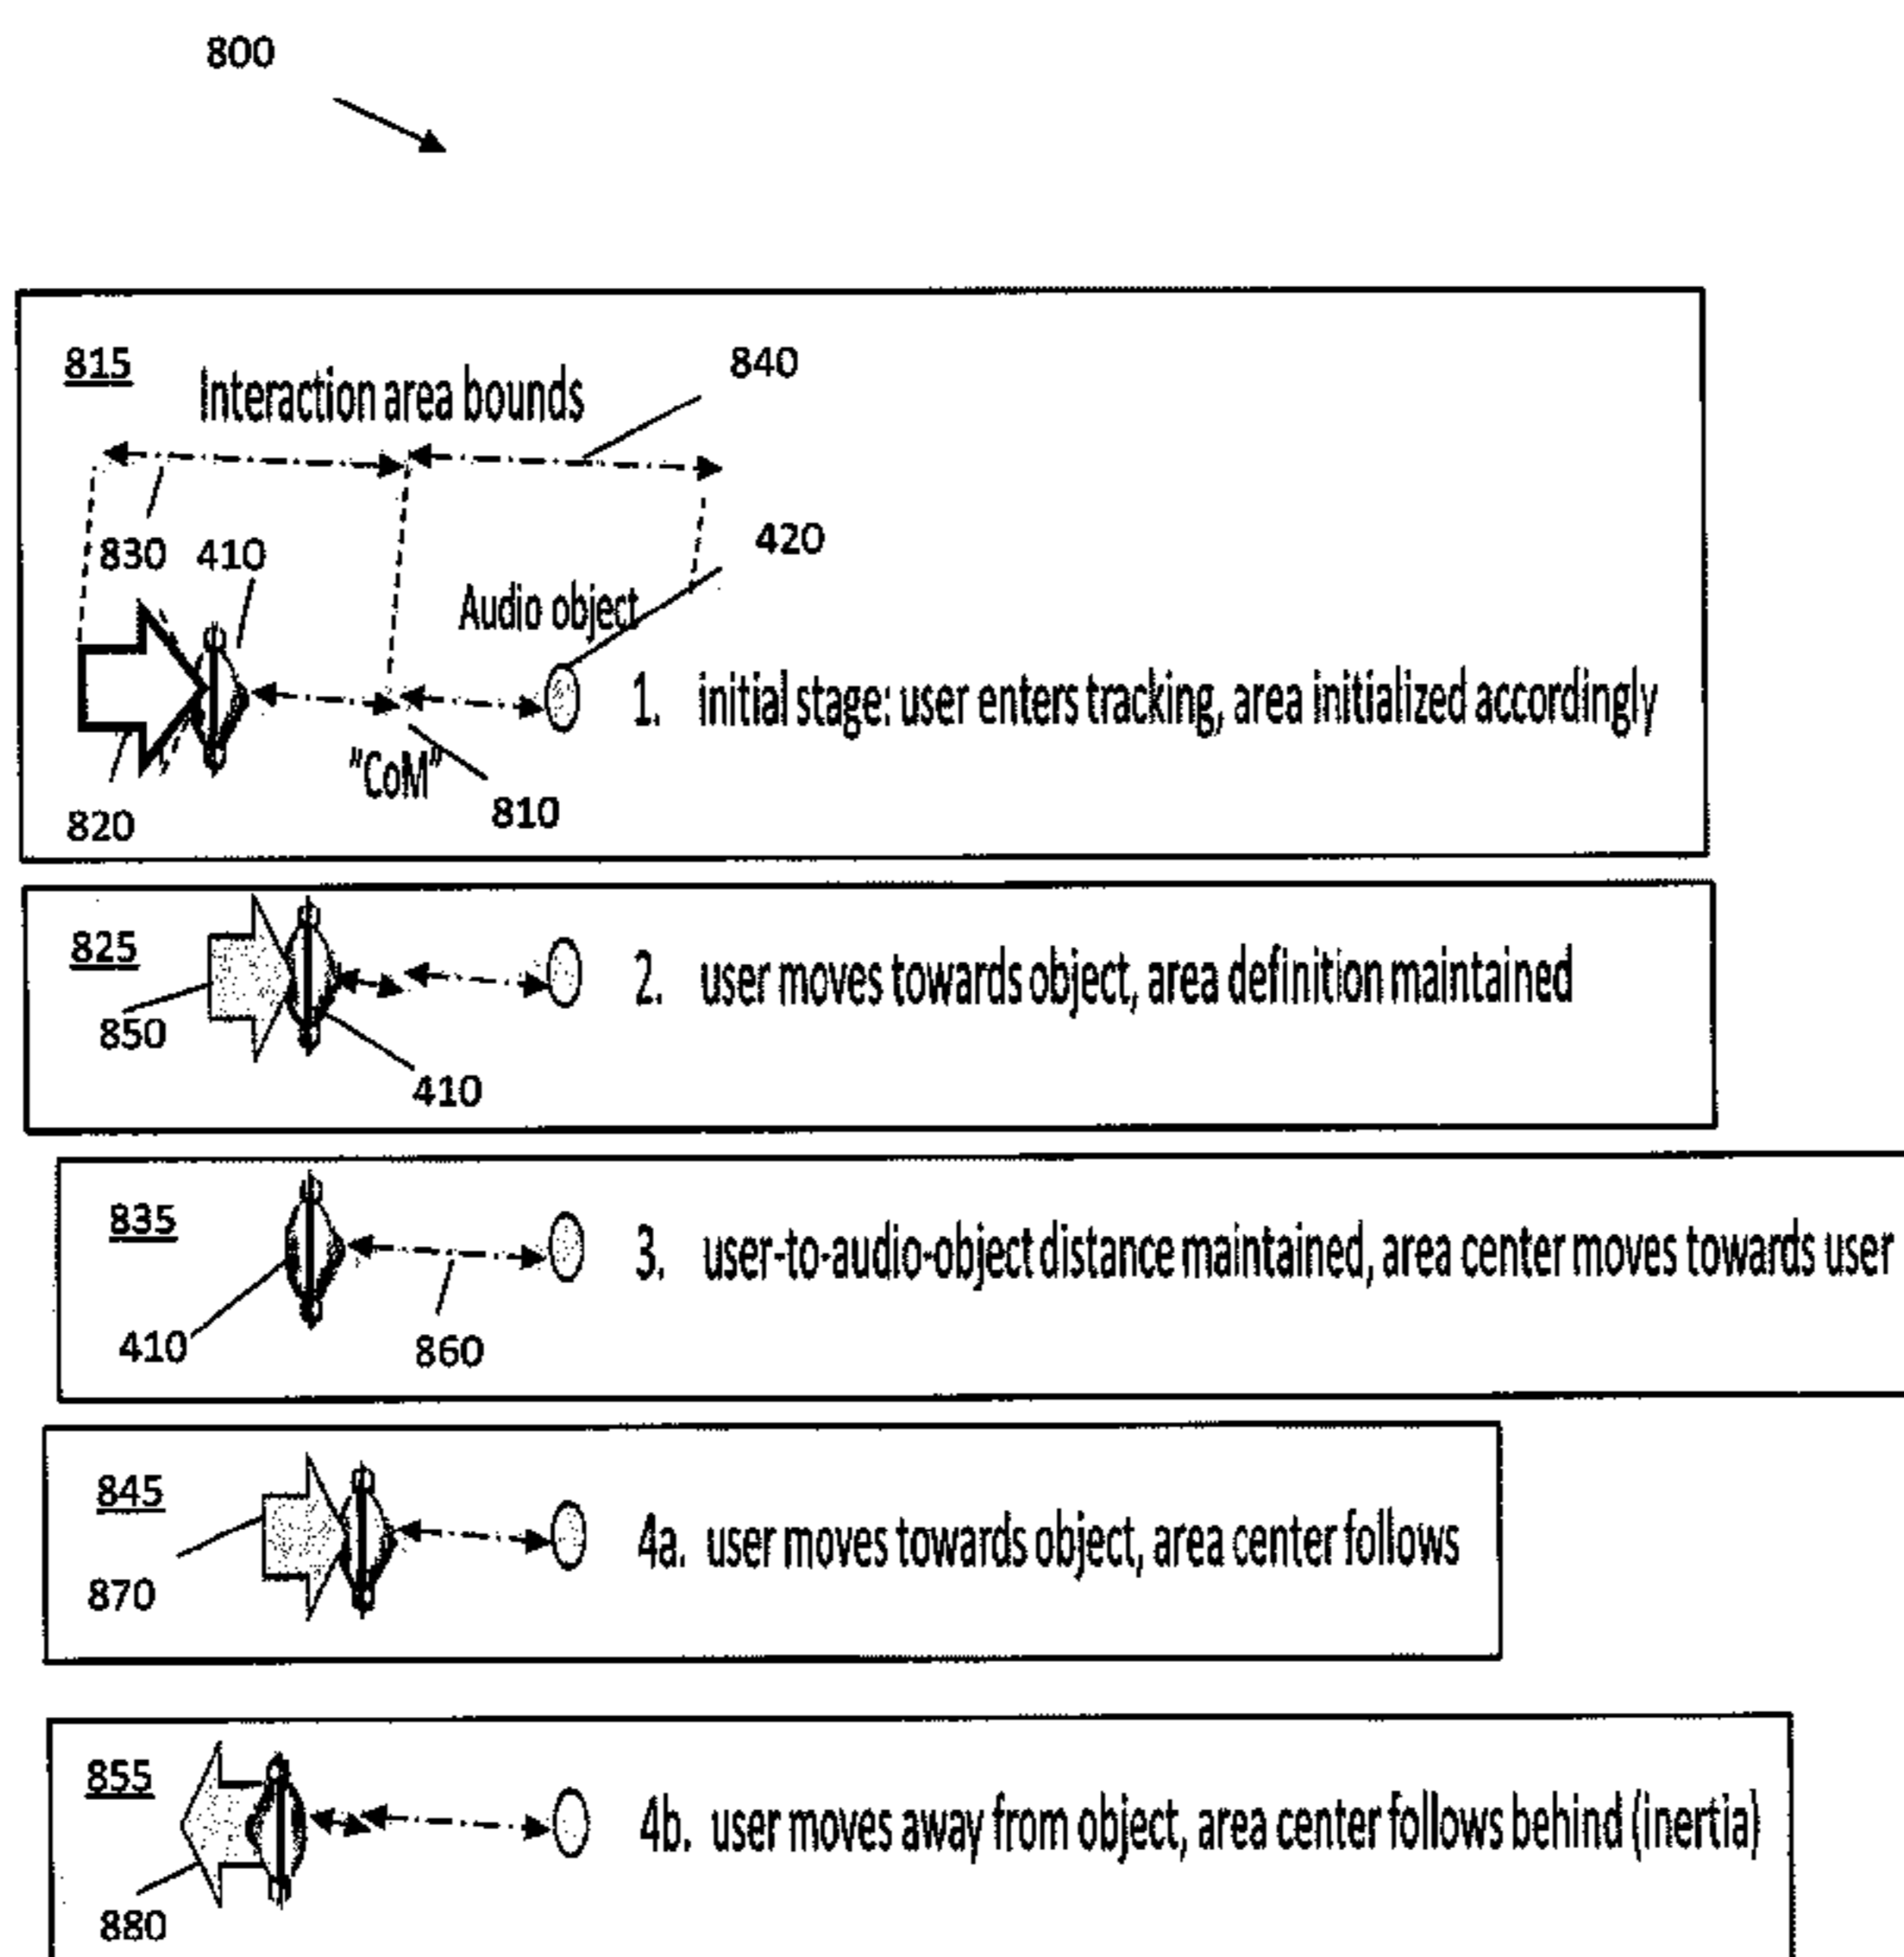 800
815
Interaction area bounds
840
830
410
420
Audio object
1. initial stage: user enters tracking, area initialized accordingly
"CoM"
810
820
825
2. user moves towards object, area definition maintained
850
410
835
3. user-to-audio-object distance maintained, area center moves towards user
410
860
845
4a. user moves towards object, area center follows
870
855
4b. user moves away from object, area center follows behind (inertia)
880